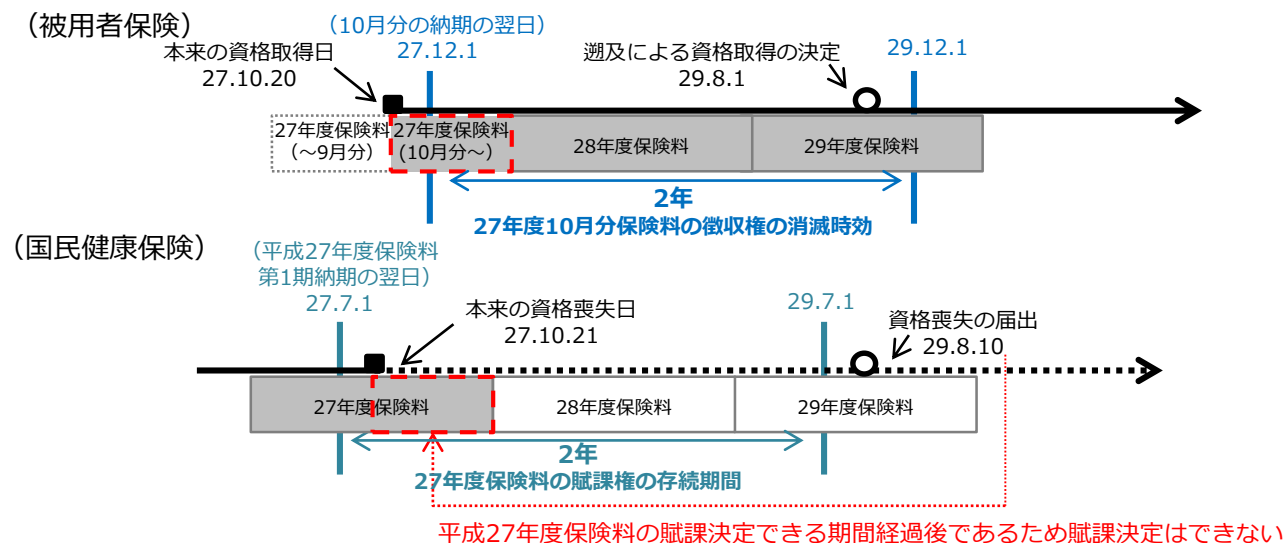 （被用者保険）
（10月分の納期の翌日）
27.12.1
本来の資格取得日
27.10.20
遡及による資格取得の決定
29.8.1
29.12.1
27年度保険料
（～9月分）
27年度保険料
(10月分～)
28年度保険料
29年度保険料
2年
27年度10月分保険料の徴収権の消滅時効
（国民健康保険）
（平成27年度保険料
第1期納期の翌日）
27.7.1
本来の資格喪失日
27.10.21
29.7.1
資格喪失の届出
29.8.10
27年度保険料
28年度保険料
29年度保険料
2年
27年度保険料の賦課権の存続期間
平成27年度保険料の賦課決定できる期間経過後であるため賦課決定はできない